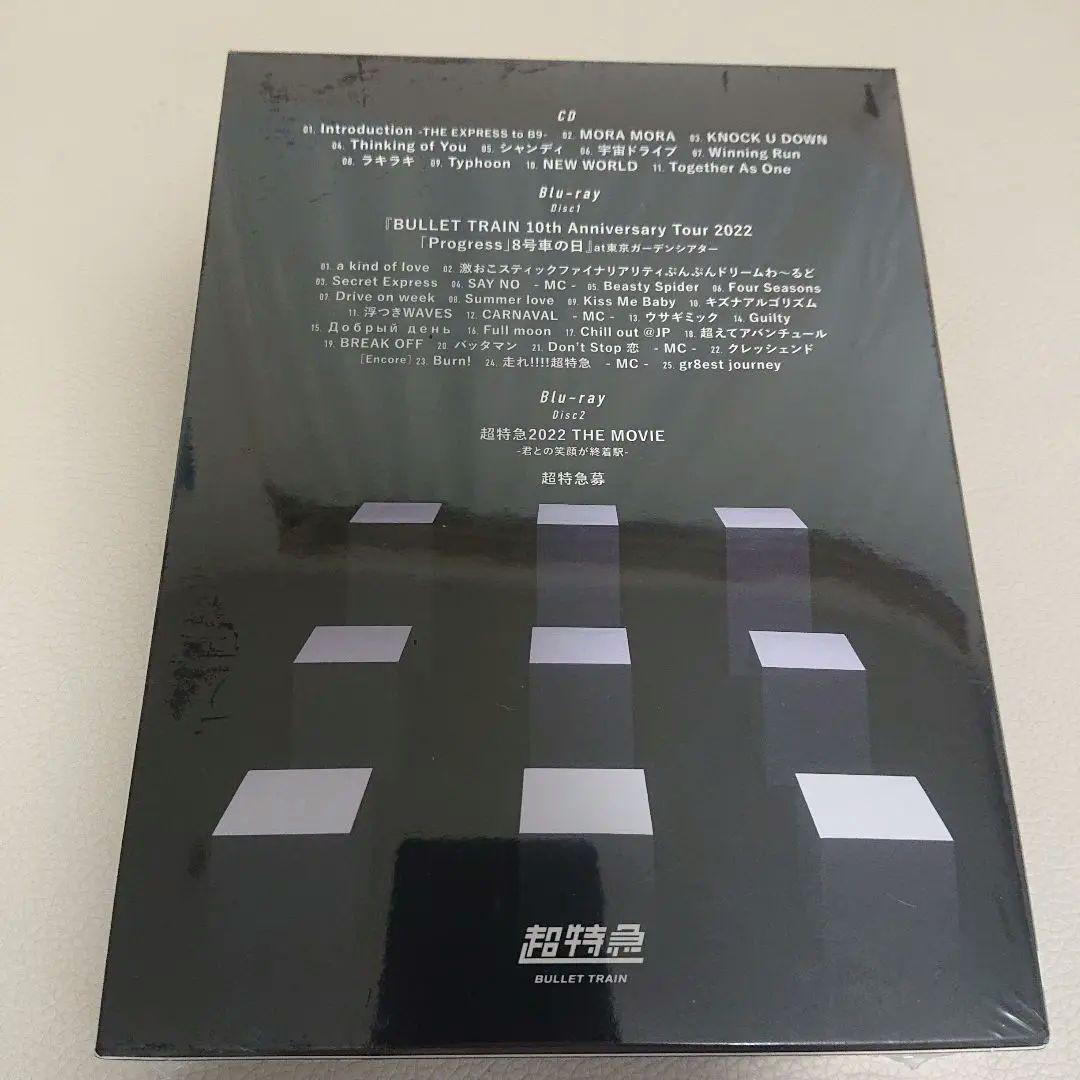 CD
01. Introduction -THE EXPRESS to B9- 02. MORA MORA 03. KNOCK U DOWN
04. Thinking of You 05. シャンディ 06. 宇宙ドライブ 07. Winning Run
08. ラキラキ 09. Typhoon 10. NEW WORLD 11. Together As One
Blu-ray
Disc1
『BULLET TRAIN 10th Anniversary Tour 2022
「Progress」8号車の日』at東京ガーデンシアター
01. a kind of love 02. 激おこスティックファイナリアリティぷんぷんドリームわ〜るど
03. Secret Express 04. SAY NO - MC - 05. Beasty Spider 06. Four Seasons
07. Drive on week 08. Summer love 09. Kiss Me Baby 10. キズナアルゴリズム
11. 浮つきWAVES 12. CARNAVAL - MC - 13. ウサギミック 14. Guilty
15. Добрый день 16. Full moon 17. Chill out @JP 18. 超えてアバンチュール
19. BREAK OFF 20. バッタマン 21. Don't Stop 恋 - MC - 22. クレッシェンド
[Encore] 23. Burn! 24. 走れ!!!!超特急 - MC - 25. gr8est journey
Blu-ray
Disc2
超特急2022 THE MOVIE
-君との笑顔が終着駅-
超特急募
超特急
BULLET TRAIN